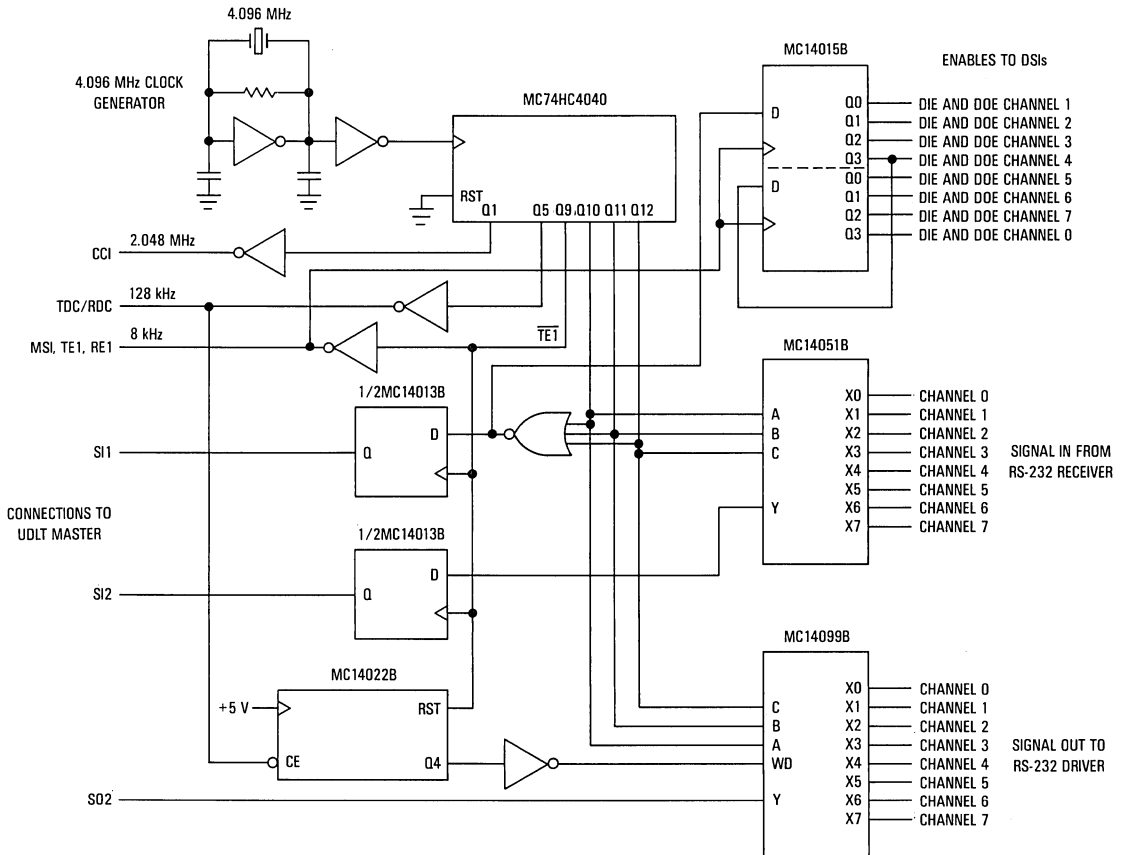 4.096 MHz
4.096 MHz CLOCK
GENERATOR
MC74HC4040
RST
Q1
Q5
Q9
Q10
Q11
Q12
MC14015B
ENABLES TO DSIs
D
D
Q0
DIE AND DOE CHANNEL 1
Q1
DIE AND DOE CHANNEL 2
Q2
DIE AND DOE CHANNEL 3
Q3
DIE AND DOE CHANNEL 4
Q0
DIE AND DOE CHANNEL 5
Q1
DIE AND DOE CHANNEL 6
Q2
DIE AND DOE CHANNEL 7
Q3
DIE AND DOE CHANNEL 0
CCI
2.048 MHz
TDC/RDC
128 kHz
MSI, TE1, RE1
8 kHz
TE1
1/2MC14013B
D
Q
SI1
CONNECTIONS TO
UDLT MASTER
1/2MC14013B
D
Q
SI2
MC14051B
A
B
C
Y
X0
CHANNEL 0
X1
CHANNEL 1
X2
CHANNEL 2
X3
CHANNEL 3
X4
CHANNEL 4
X5
CHANNEL 5
X6
CHANNEL 6
X7
CHANNEL 7
SIGNAL IN FROM
RS-232 RECEIVER
MC14022B
+5 V
RST
CE
Q4
SO2
MC14099B
C
B
A
WD
Y
X0
CHANNEL 0
X1
CHANNEL 1
X2
CHANNEL 2
X3
CHANNEL 3
X4
CHANNEL 4
X5
CHANNEL 5
X6
CHANNEL 6
X7
CHANNEL 7
SIGNAL OUT TO
RS-232 DRIVER